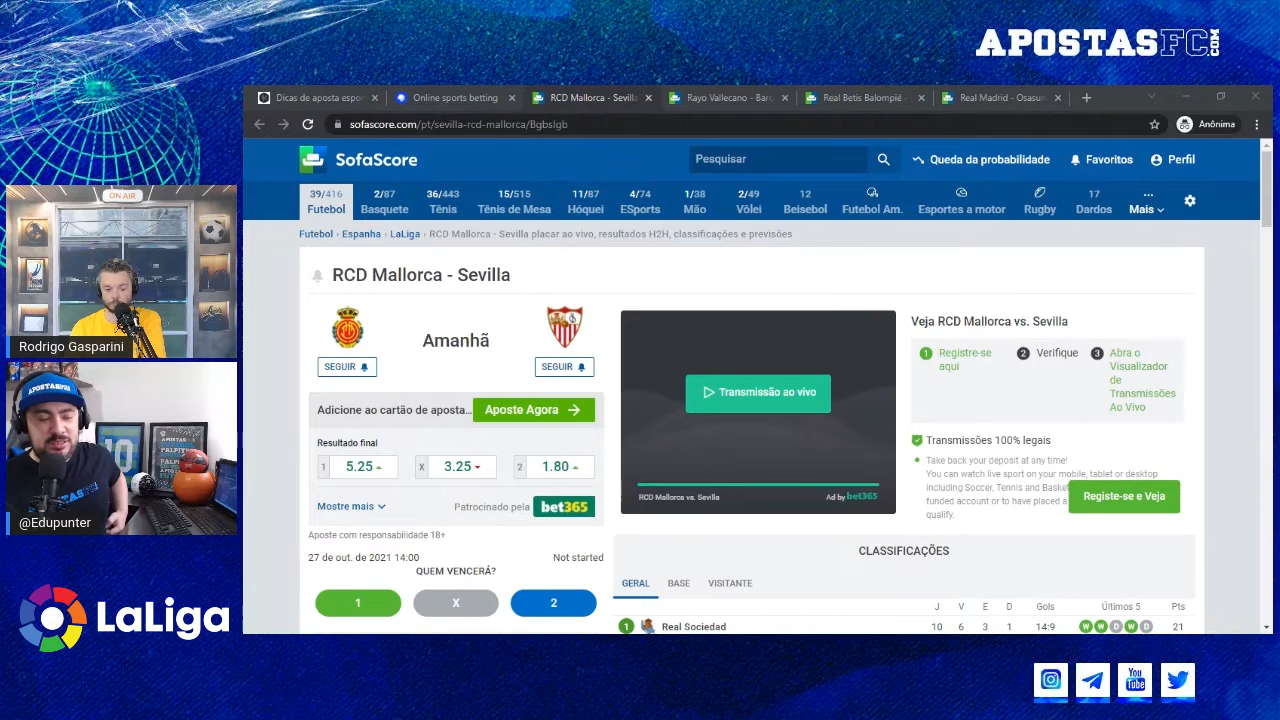 APOSTASFC.COM
Dicas de aposta espor
Online sports betting
RCD Mallorca - Sevilla
Rayo Vallecano - Barc
Real Betis Balompié -
Real Madrid - Osasun
sofascore.com/pt/sevilla-rcd-mallorca/BgbsIgb
Anônima
SofaScore
Pesquisar
Queda da probabilidade
Favoritos
Perfil
39/416
2/87
36/443
15/515
11/87
4/74
1/38
2/49
12
17
...
Futebol
Basquete
Tênis
Tênis de Mesa
Hóquei
ESports
Mão
Vôlei
Beisebol
Futebol Am.
Esportes a motor
Rugby
Dardos
Mais
Futebol › Espanha › LaLiga › RCD Mallorca - Sevilla placar ao vivo, resultados H2H, classificações e previsões
RCD Mallorca - Sevilla
Amanhã
SEGUIR
SEGUIR
Adicione ao cartão de aposta...
Aposte Agora
Resultado final
1 5.25
X 3.25
2 1.80
Mostre mais
Patrocinado pela
bet365
Aposte com responsabilidade 18+
27 de out. de 2021 14:00
Not started
QUEM VENCERÁ?
1
X
2
Transmissão ao vivo
RCD Mallorca vs. Sevilla
Ad by bet365
Veja RCD Mallorca vs. Sevilla
1 Registre-se
aqui
2 Verifique
3 Abra o
Visualizador
de
Transmissões
Ao Vivo
Transmissões 100% legais
Take back your deposit at any time!
You can watch live sport on your mobile, tablet or desktop
including Soccer, Tennis and Basket
funded account or to have placed a
qualify.
Registe-se e Veja
CLASSIFICAÇÕES
GERAL
BASE
VISITANTE
J
V
E
D
Gols
Últimos 5
Pts
1
Real Sociedad
10
6
3
1
14:9
W W D W D
21
ON AIR
Rodrigo Gasparini
APOSTASFC
10
APOSTASFC
@Edupunter
LaLiga
You
Tube